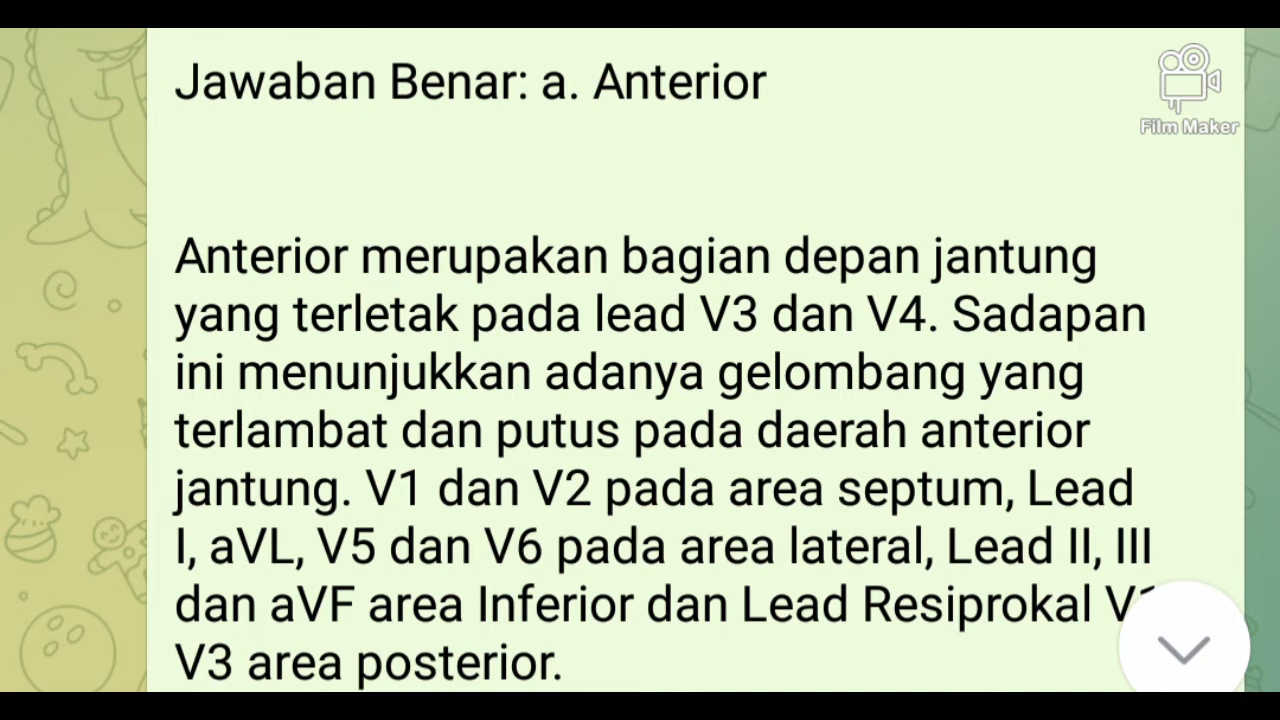 Jawaban Benar: a. Anterior
Film Maker
Anterior merupakan bagian depan jantung
yang terletak pada lead V3 dan V4. Sadapan
ini menunjukkan adanya gelombang yang
terlambat dan putus pada daerah anterior
jantung. V1 dan V2 pada area septum, Lead
I, aVL, V5 dan V6 pada area lateral, Lead II, III
dan aVF area Inferior dan Lead Resiprokal
V3 area posterior.